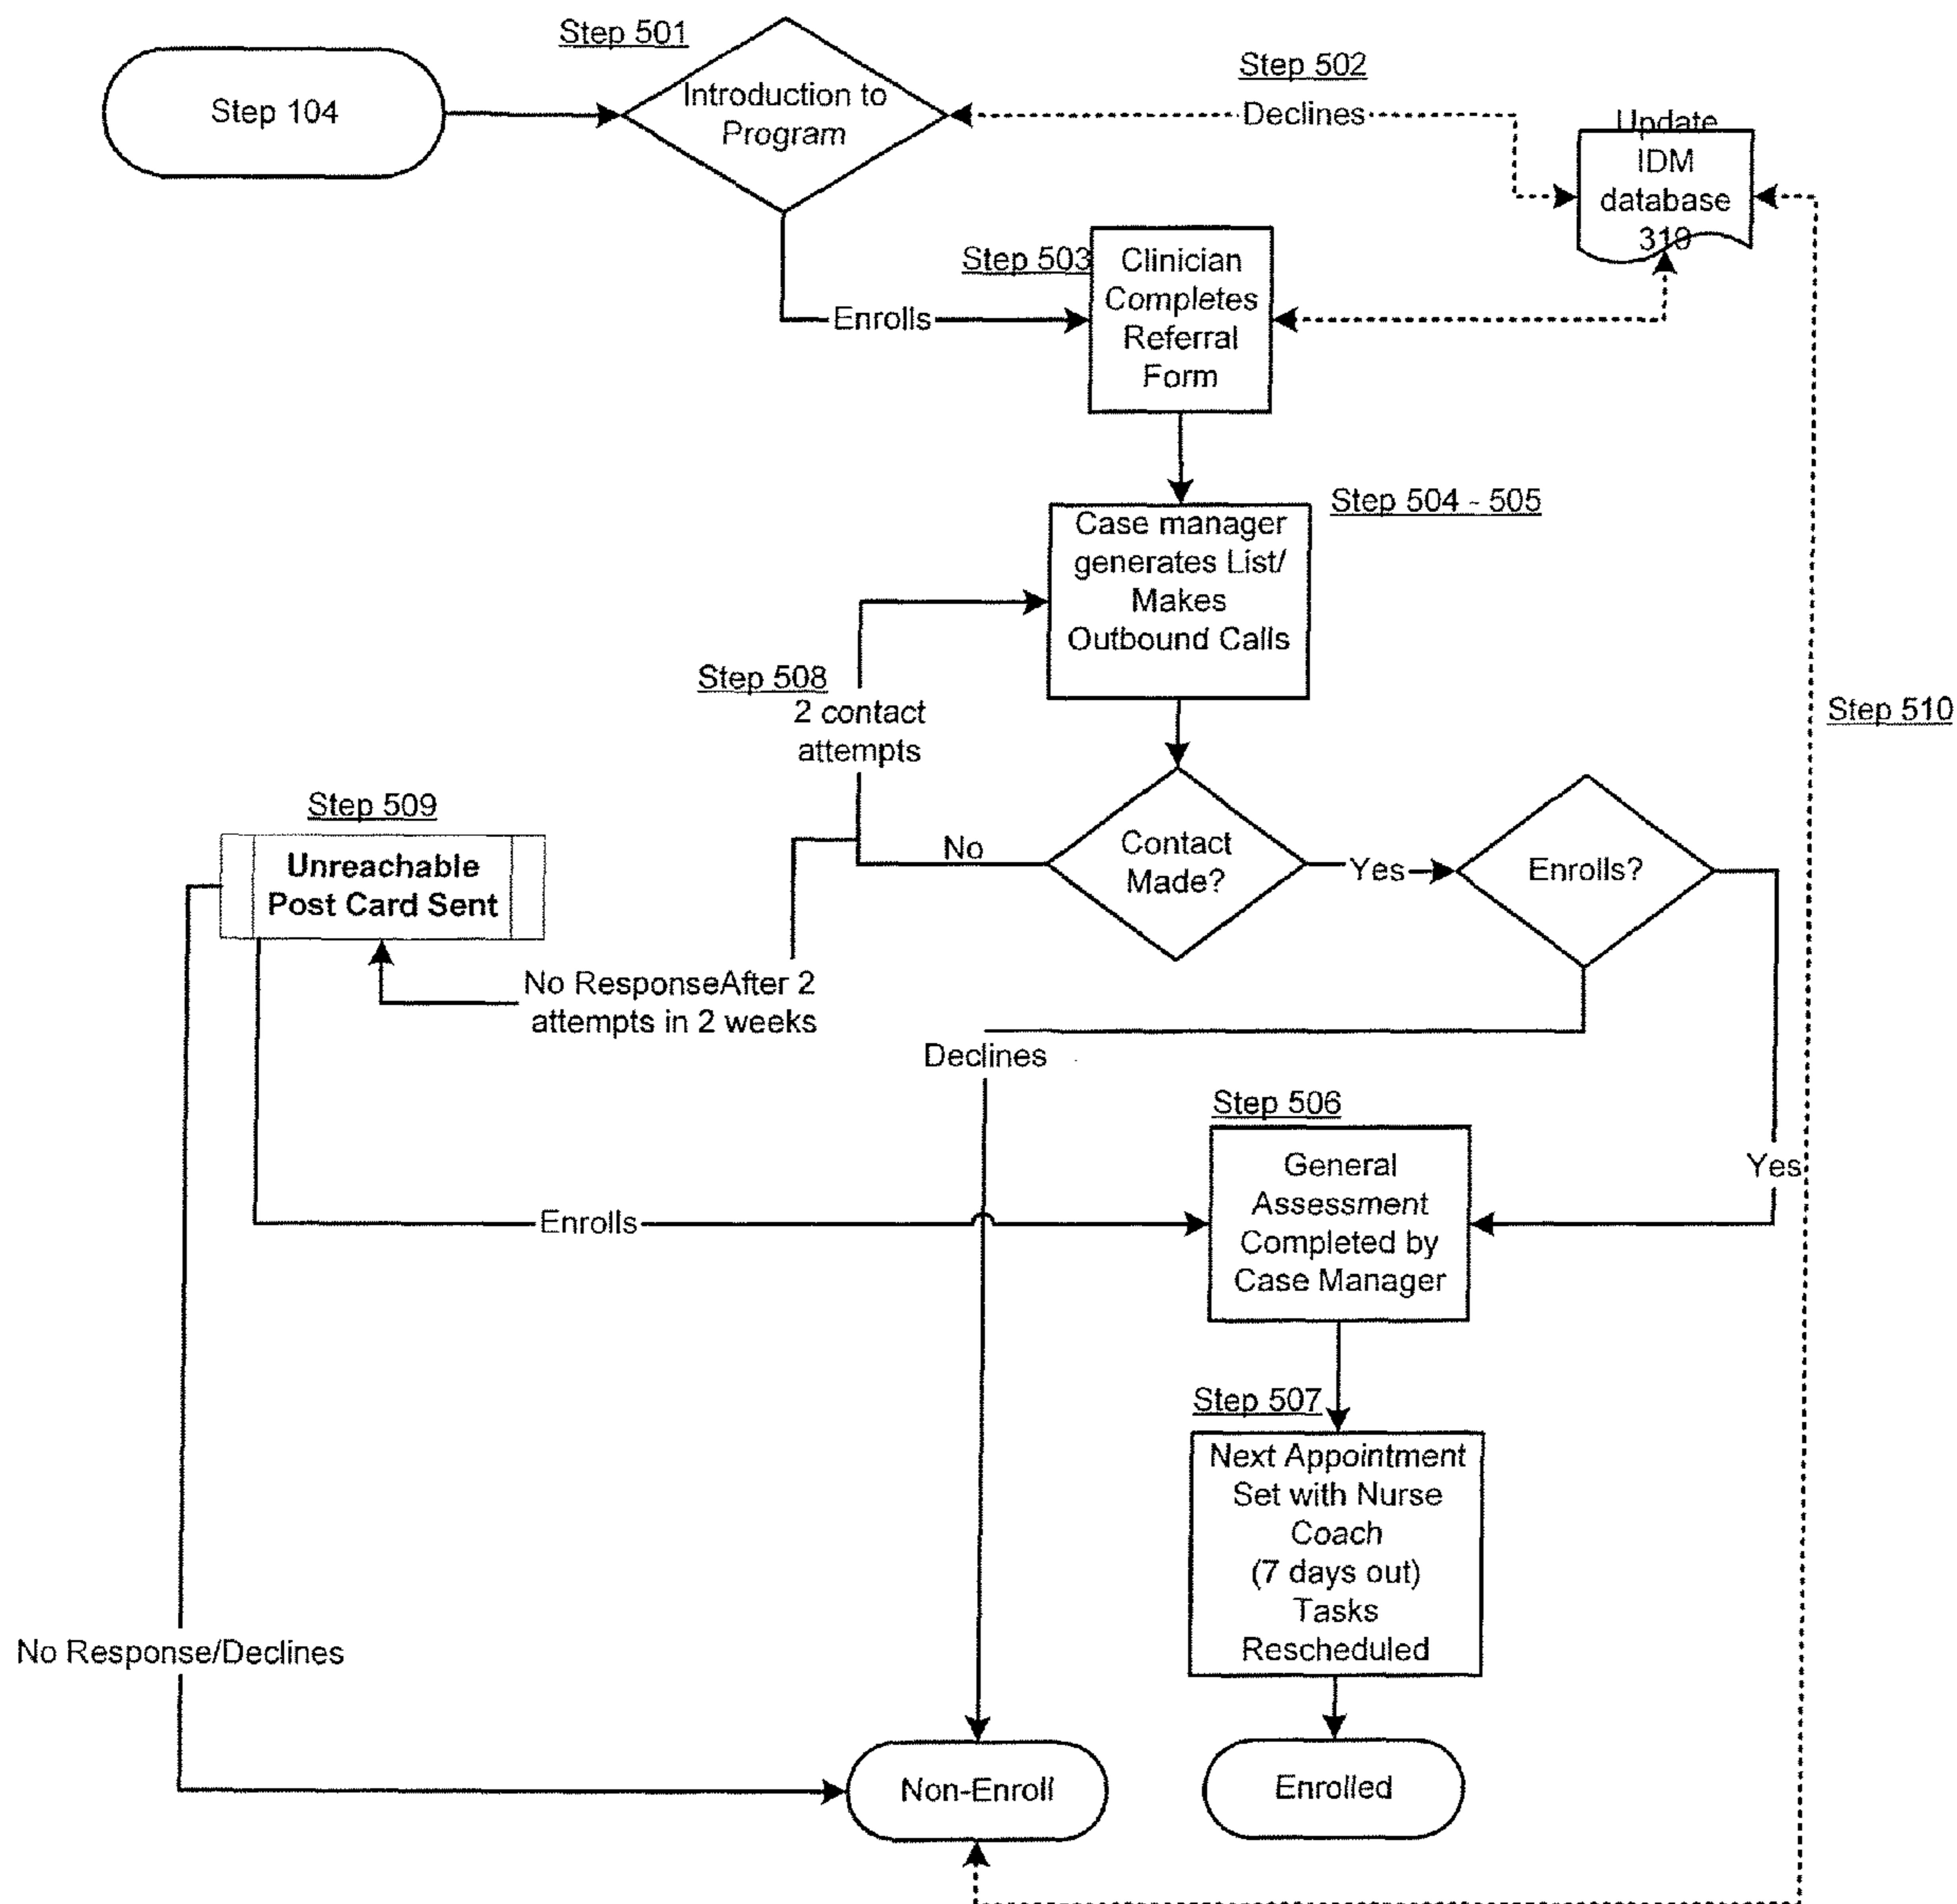 Step 501
Step 104
Introduction to
Program
Step 502
Declines
Update
IDM
database
319
Enrolls
Step 503
Clinician
Completes
Referral
Form
Step 504 - 505
Case manager
generates List/
Makes
Outbound Calls
Step 508
2 contact
attempts
Step 510
Step 509
Unreachable
Post Card Sent
No
Contact
Made?
Yes
Enrolls?
No ResponseAfter 2
attempts in 2 weeks
Declines
Step 506
General
Assessment
Completed by
Case Manager
Yes
Enrolls
Step 507
Next Appointment
Set with Nurse
Coach
(7 days out)
Tasks
Rescheduled
No Response/Declines
Non-Enroll
Enrolled